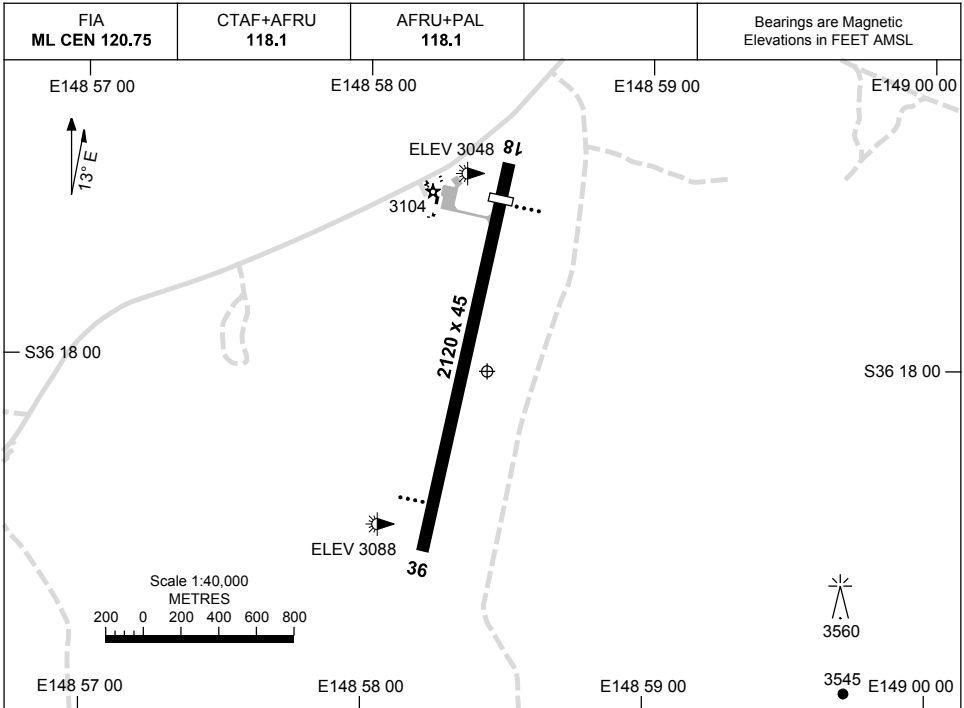 FIA
ML CEN 120.75
CTAF+AFRU
118.1
AFRU+PAL
118.1
Bearings are Magnetic
Elevations in FEET AMSL
E148 57 00
E148 58 00
E148 59 00
E149 00 00
13° E
ELEV 3048
18
3104
2120 x 45
S36 18 00
S36 18 00
ELEV 3088
36
Scale 1:40,000
METRES
200 0 200 400 600 800
3560
3545
E148 57 00
E148 58 00
E148 59 00
E149 00 00